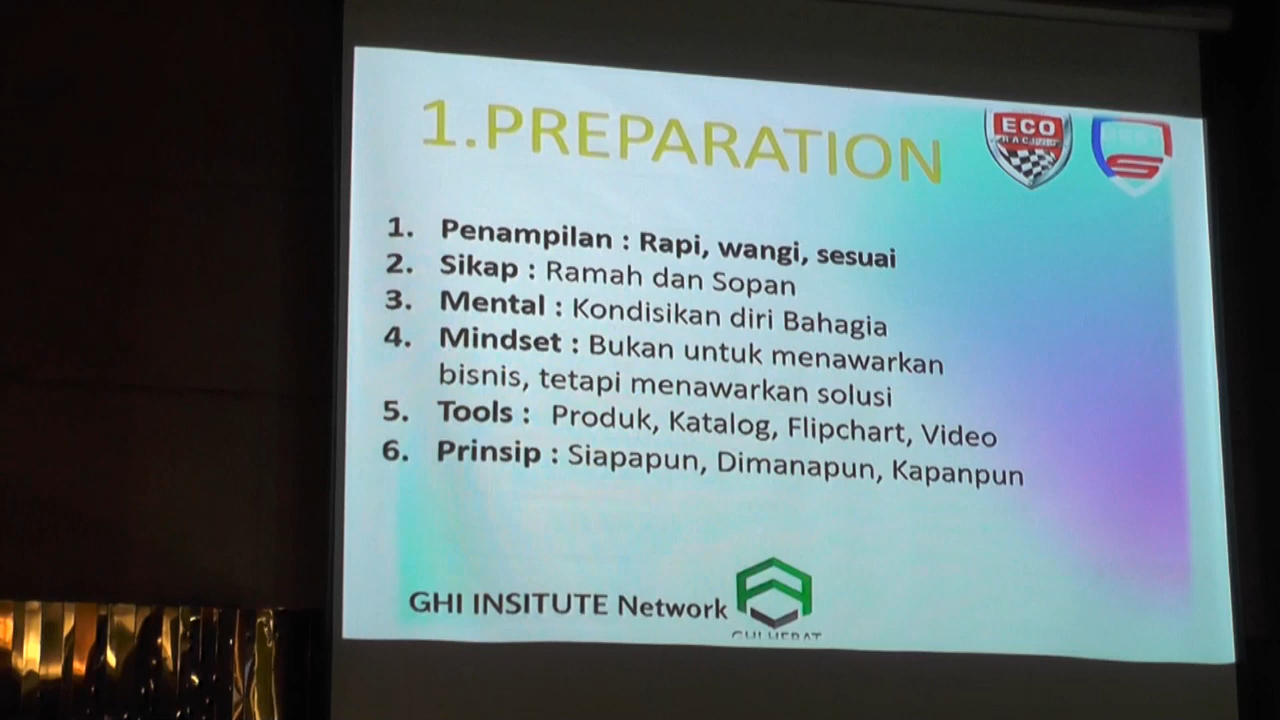 1.PREPARATION
ECO
RACING
1. Penampilan : Rapi, wangi, sesuai
2. Sikap : Ramah dan Sopan
3. Mental : Kondisikan diri Bahagia
4. Mindset : Bukan untuk menawarkan
bisnis, tetapi menawarkan solusi
5. Tools : Produk, Katalog, Flipchart, Video
6. Prinsip : Siapapun, Dimanapun, Kapanpun
GHI INSITUTE Network